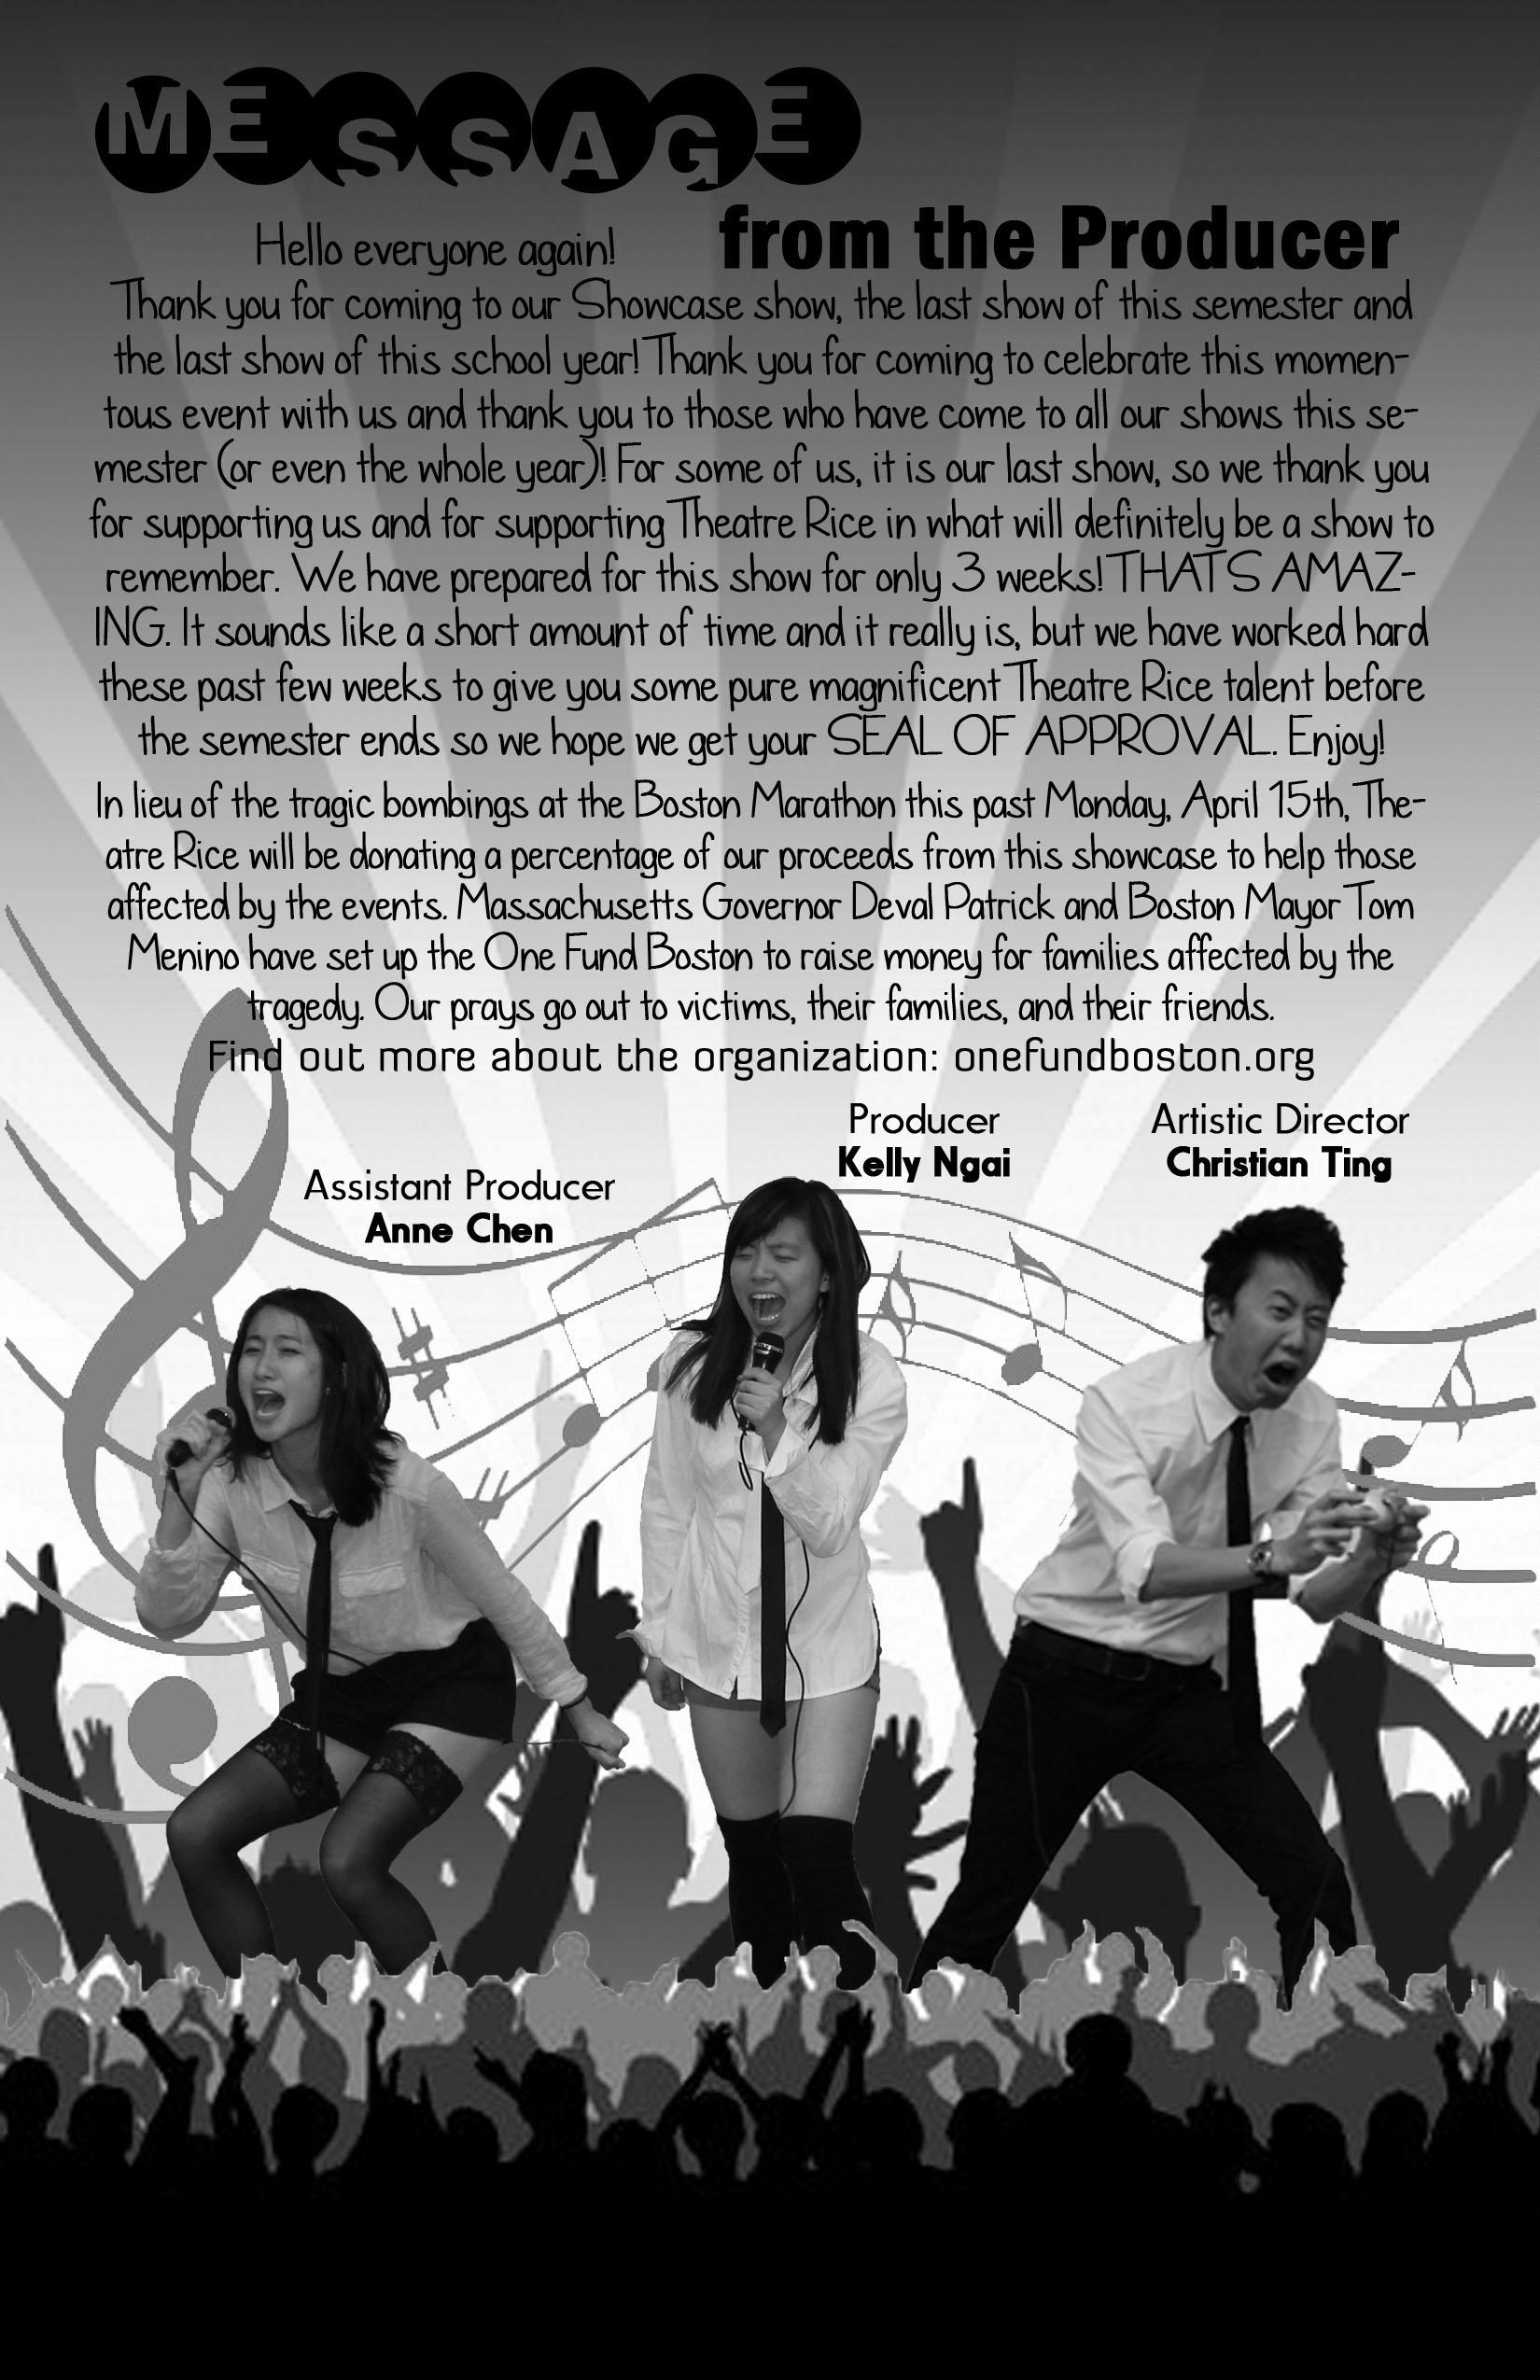 MESSAGE
from the Producer
Hello everyone again!
Thank you for coming to our Showcase show, the last show of this semester and
the last show of this school year! Thank you for coming to celebrate this momen-
tous event with us and thank you to those who have come to all our shows this se-
mester (or even the whole year)! For some of us, it is our last show, so we thank you
for supporting us and for supporting Theatre Rice in what will definitely be a show to
remember. We have prepared for this show for only 3 weeks! THATS AMAZ-
ING. It sounds like a short amount of time and it really is, but we have worked hard
these past few weeks to give you some pure magnificent Theatre Rice talent before
the semester ends so we hope we get your SEAL OF APPROVAL. Enjoy!
In lieu of the tragic bombings at the Boston Marathon this past Monday, April 15th, The-
atre Rice will be donating a percentage of our proceeds from this showcase to help those
affected by the events. Massachusetts Governor Deval Patrick and Boston Mayor Tom
Menino have set up the One Fund Boston to raise money for families affected by the
tragedy. Our prays go out to victims, their families, and their friends.
Find out more about the organization: onefundboston.org
Producer
Kelly Ngai
Artistic Director
Christian Ting
Assistant Producer
Anne Chen